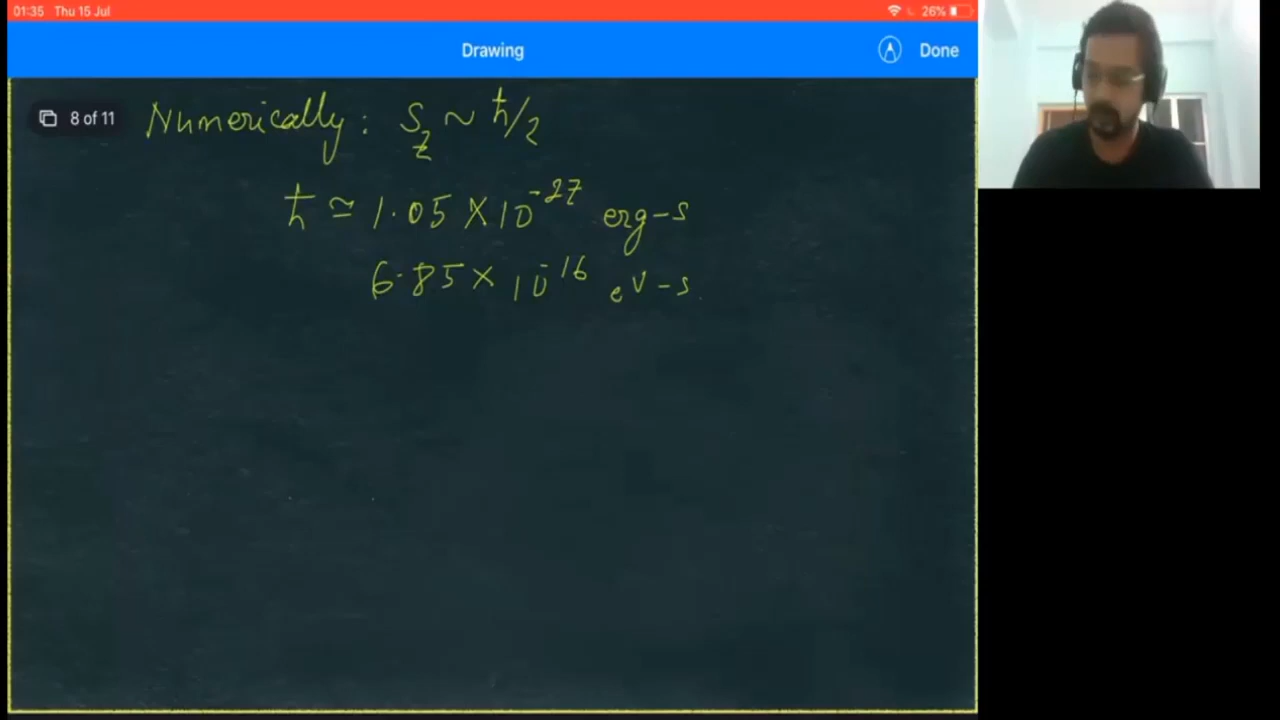 01:35 Thu 15 Jul 26%
Drawing Done
8 of 11
Numerically: S_z ~ ħ/2
ħ ≃ 1.05 × 10^-27 erg-s
6.85 × 10^-16 eV-s